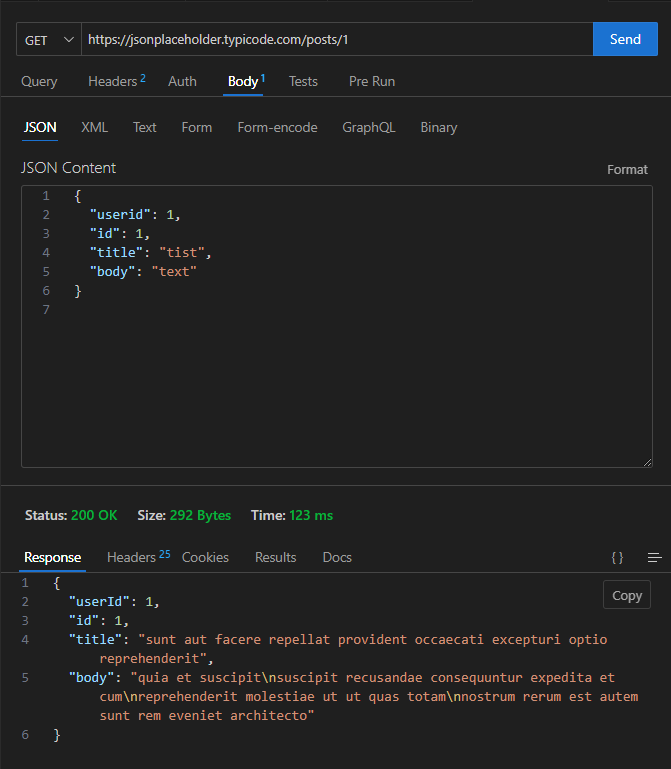 GET https://jsonplaceholder.typicode.com/posts/1 Send
Query Headers 2 Auth Body 1 Tests Pre Run
JSON XML Text Form Form-encode GraphQL Binary
JSON Content Format
1 {
2 "userid": 1,
3 "id": 1,
4 "title": "tist",
5 "body": "text"
6 }
7
Status: 200 OK Size: 292 Bytes Time: 123 ms
Response Headers 25 Cookies Results Docs { }
1 {
Copy
2 "userId": 1,
3 "id": 1,
4 "title": "sunt aut facere repellat provident occaecati excepturi optio
reprehenderit",
5 "body": "quia et suscipit\nsuscipit recusandae consequuntur expedita et
cum\nreprehenderit molestiae ut ut quas totam\nnostrum rerum est autem
sunt rem eveniet architecto"
6 }